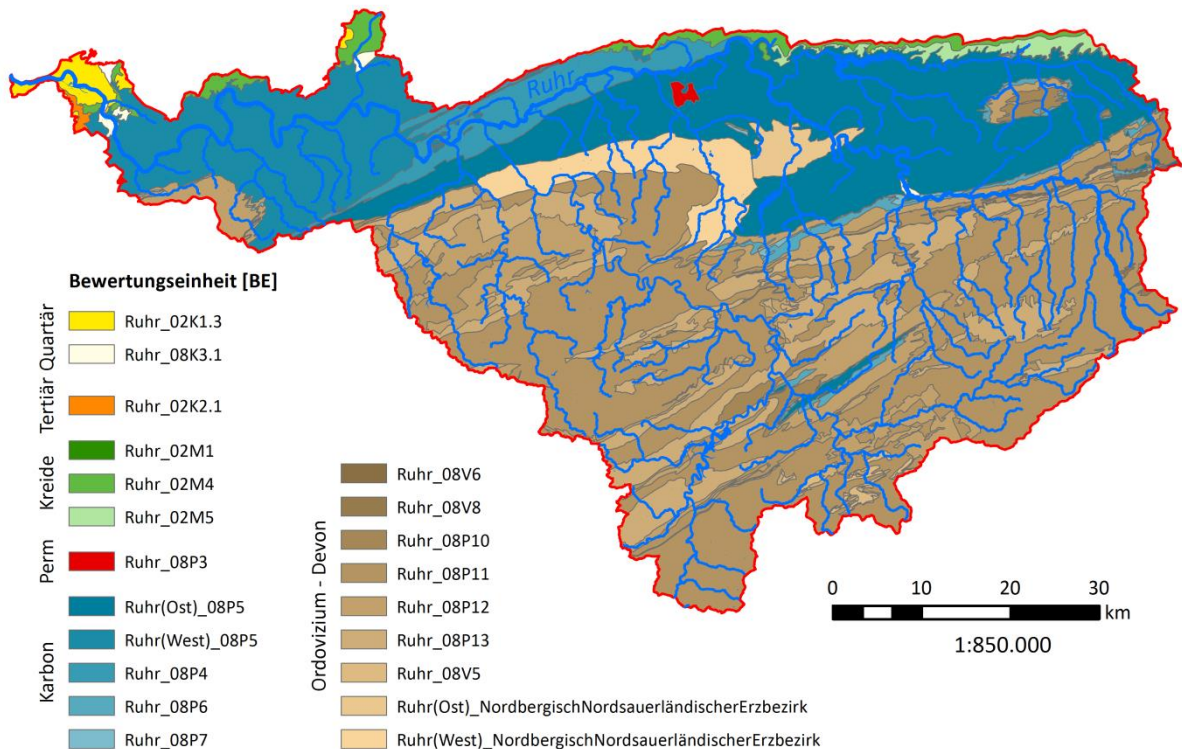 Ruhr
Bewertungseinheit [BE]
Quartär
Ruhr_02K1.3
Ruhr_08K3.1
Tertiär
Ruhr_02K2.1
Kreide
Ruhr_02M1
Ruhr_02M4
Ruhr_02M5
Perm
Ruhr_08P3
Karbon
Ruhr(Ost)_08P5
Ruhr(West)_08P5
Ruhr_08P4
Ruhr_08P6
Ruhr_08P7
Ordovizium - Devon
Ruhr_08V6
Ruhr_08V8
Ruhr_08P10
Ruhr_08P11
Ruhr_08P12
Ruhr_08P13
Ruhr_08V5
Ruhr(Ost)_NordbergischNordsauerländischerErzbezirk
Ruhr(West)_NordbergischNordsauerländischerErzbezirk
0 10 20 30
km
1:850.000